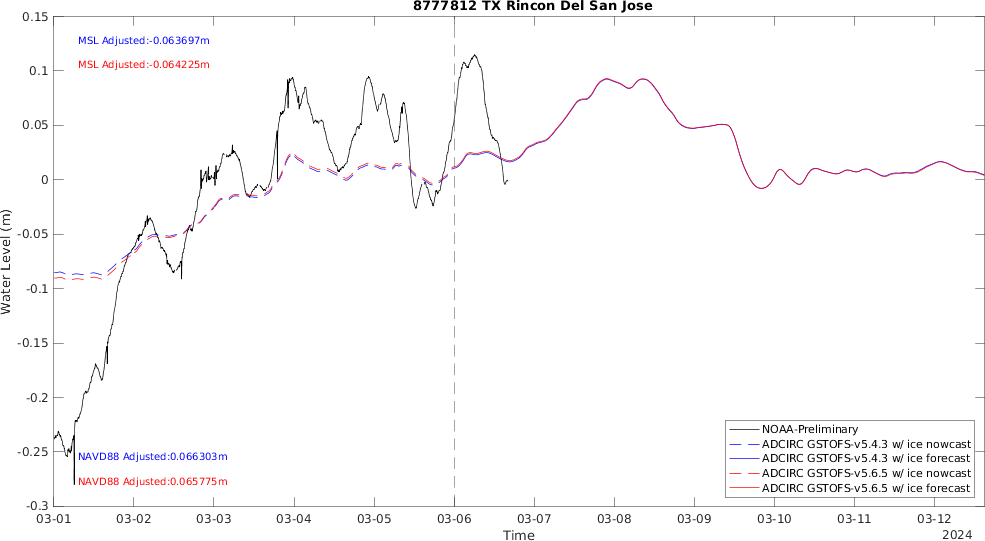 8777812 TX Rincon Del San Jose
0.15
0.1
0.05
0
-0.05
-0.1
-0.15
-0.2
-0.25
-0.3
Water Level (m)
MSL Adjusted:-0.063697m
MSL Adjusted:-0.064225m
NAVD88 Adjusted:0.066303m
NAVD88 Adjusted:0.065775m
NOAA-Preliminary
ADCIRC GSTOFS-v5.4.3 w/ ice nowcast
ADCIRC GSTOFS-v5.4.3 w/ ice forecast
ADCIRC GSTOFS-v5.6.5 w/ ice nowcast
ADCIRC GSTOFS-v5.6.5 w/ ice forecast
03-01 03-02 03-03 03-04 03-05 03-06 03-07 03-08 03-09 03-10 03-11 03-12
Time
2024